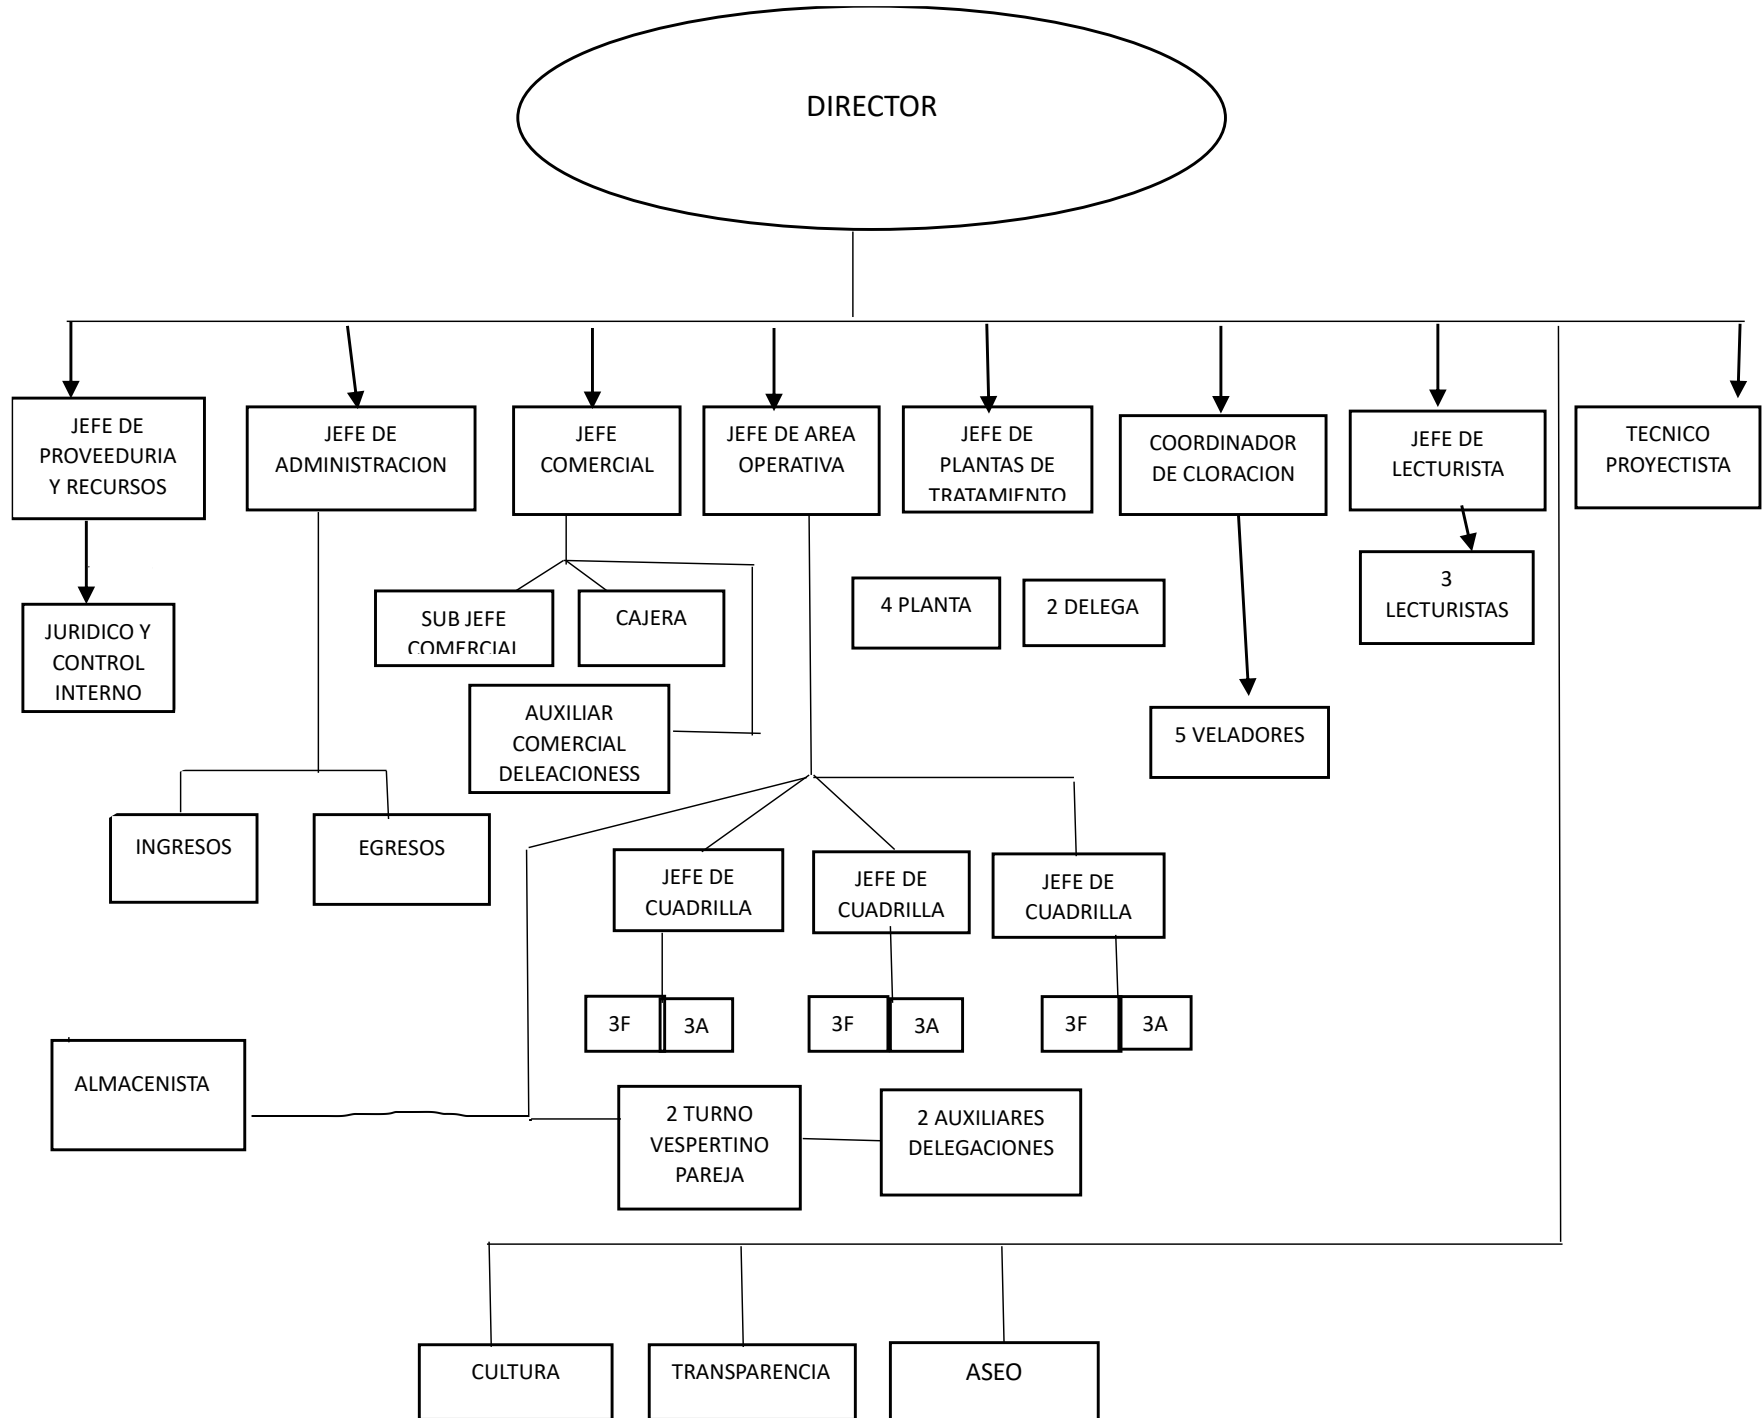 DIRECTOR
JEFE DE
PROVEEDURIA
Y RECURSOS
JEFE DE
ADMINISTRACION
JEFE
COMERCIAL
JEFE DE AREA
OPERATIVA
JEFE DE
PLANTAS DE
TRATAMIENTO
COORDINADOR
DE CLORACION
JEFE DE
LECTURISTA
TECNICO
PROYECTISTA
JURIDICO Y
CONTROL
INTERNO
SUB JEFE
COMERCIAL
CAJERA
4 PLANTA
2 DELEGA
3
LECTURISTAS
AUXILIAR
COMERCIAL
DELEACIONESS
5 VELADORES
INGRESOS
EGRESOS
JEFE DE
CUADRILLA
JEFE DE
CUADRILLA
JEFE DE
CUADRILLA
3F
3A
3F
3A
3F
3A
ALMACENISTA
2 TURNO
VESPERTINO
PAREJA
2 AUXILIARES
DELEGACIONES
CULTURA
TRANSPARENCIA
ASEO